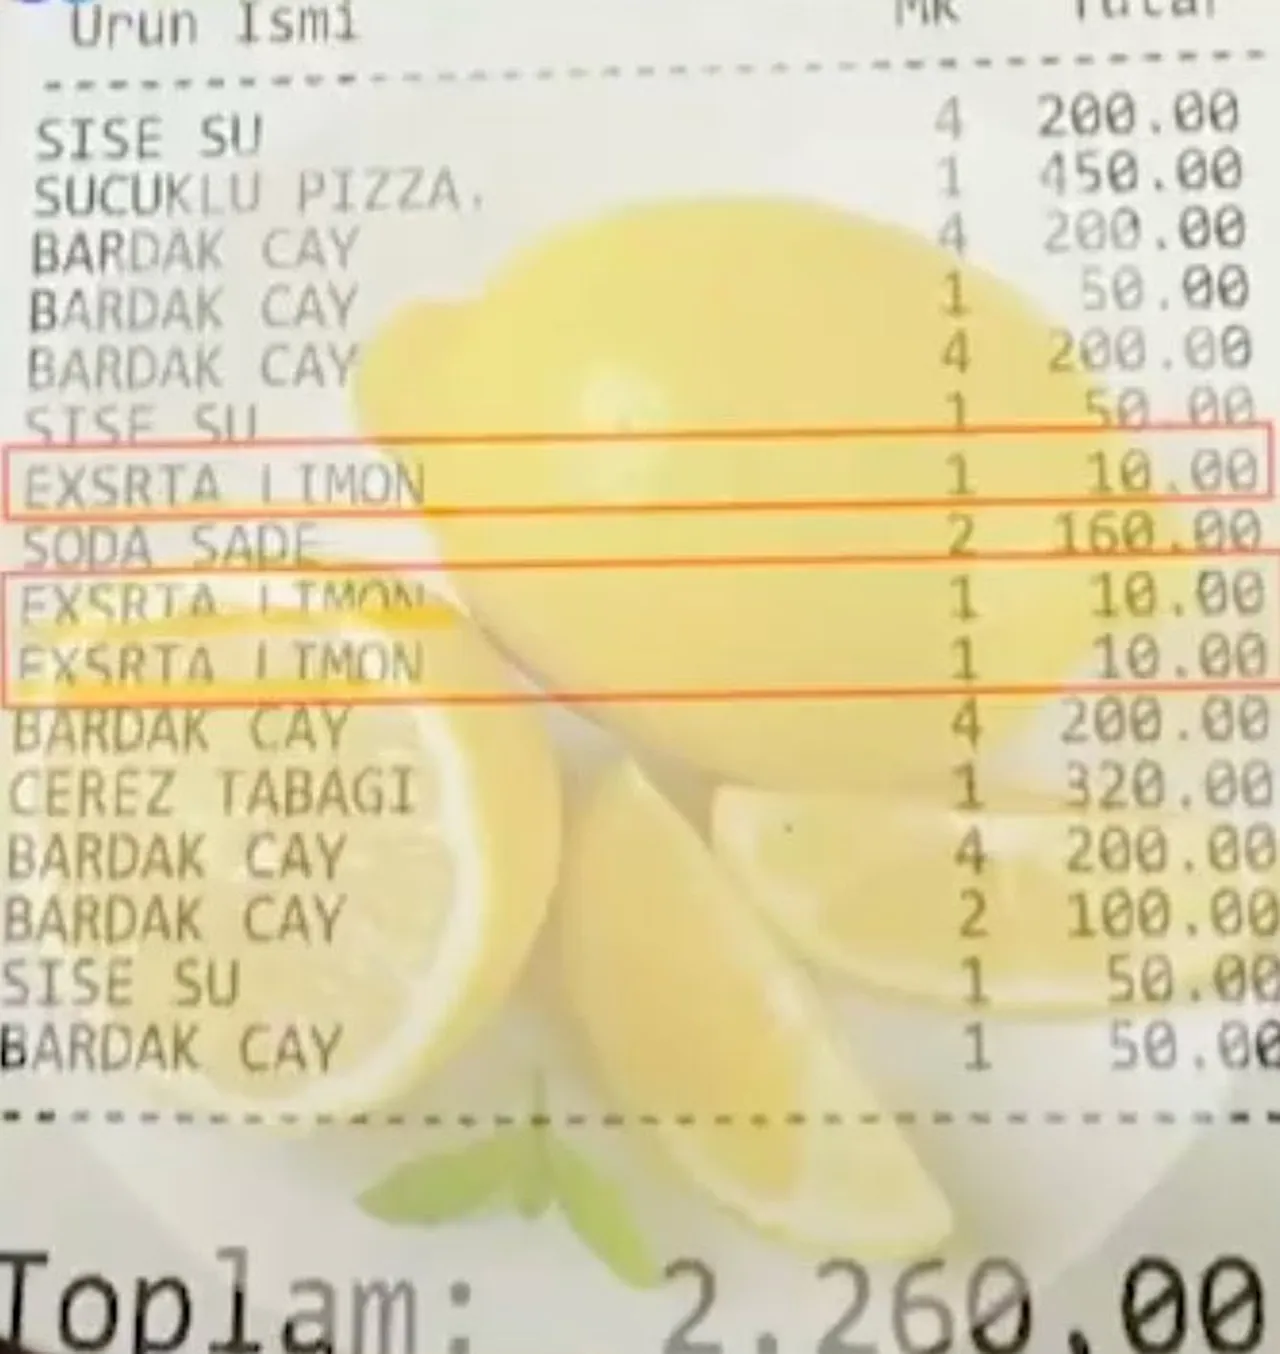 Urun Ismi MK Tutar
SISE SU 4 200.00
SUCUKLU PIZZA. 1 450.00
BARDAK CAY 4 200.00
BARDAK CAY 1 50.00
BARDAK CAY 4 200.00
SISE SU 1 50.00
EXSRTA LIMON 1 10.00
SODA SADE 2 160.00
EXSRTA LIMON 1 10.00
EXSRTA LIMON 1 10.00
BARDAK CAY 4 200.00
CEREZ TABAGI 1 320.00
BARDAK CAY 4 200.00
BARDAK CAY 2 100.00
SISE SU 1 50.00
BARDAK CAY 1 50.00
Toplam: 2.260.00